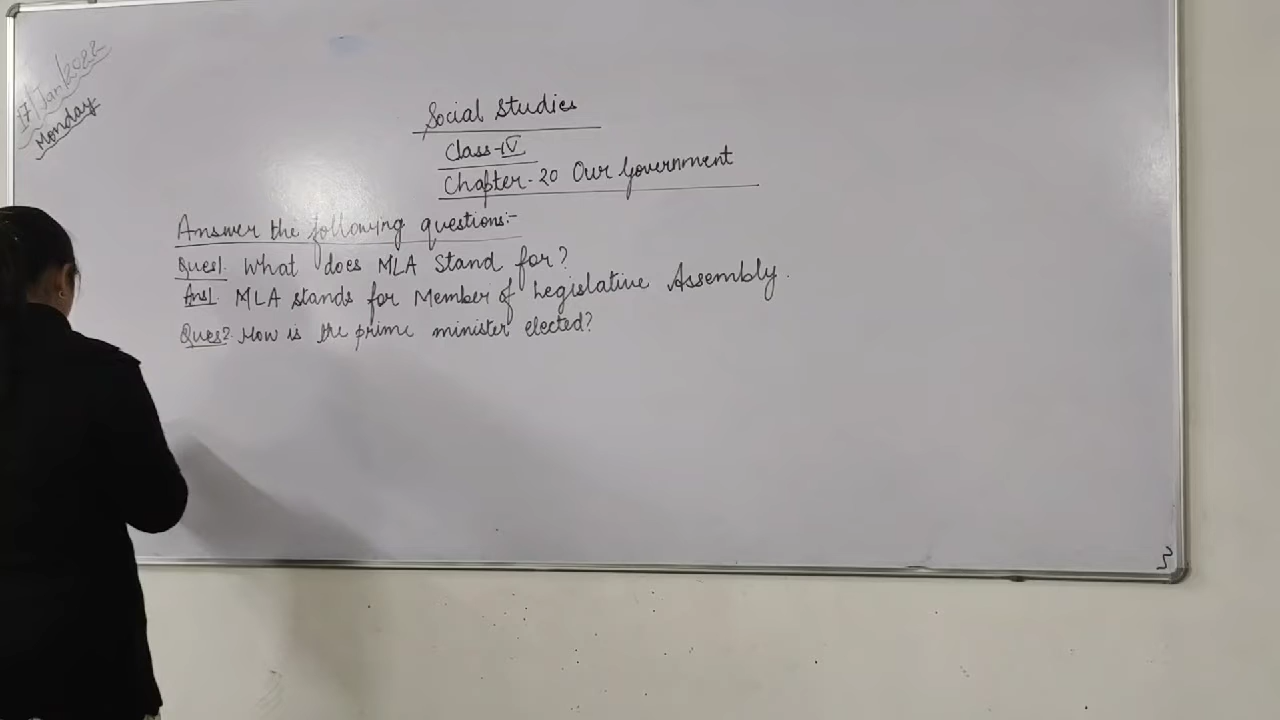 17/Jan/2022
Monday
Social Studies
Class-IV
Chapter-20 Our Government
Answer the following questions:-
Ques1. What does MLA Stand for?
Ans1. MLA stands for Member of Legislative Assembly.
Ques2. How is the prime minister elected?